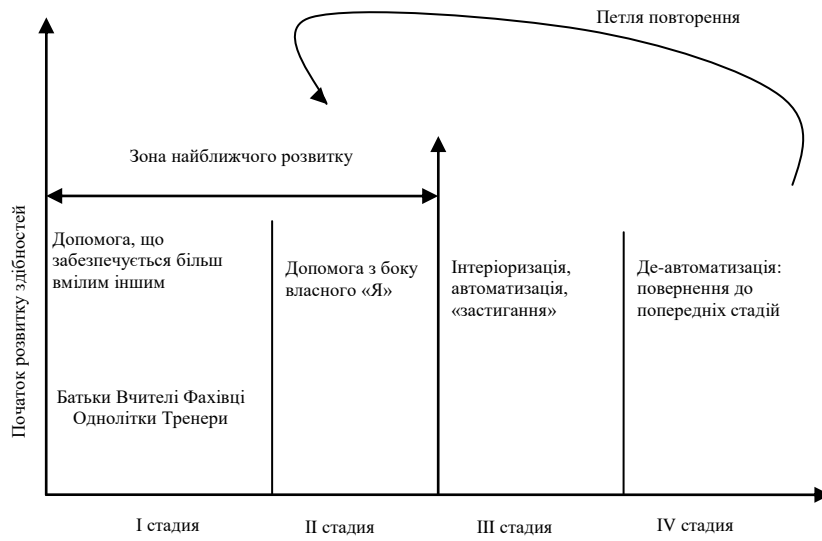 Петля повторення
Зона найближчого розвитку
Початок розвитку здібностей
Допомога, що
забезпечується більш
вмілим іншим
Батьки Вчителі Фахівці
Однолітки Тренери
Допомога з боку
власного «Я»
Інтеріоризація,
автоматизація,
«застигання»
Де-автоматизація:
повернення до
попередніх стадій
I стадия
II стадия
III стадия
IV стадия